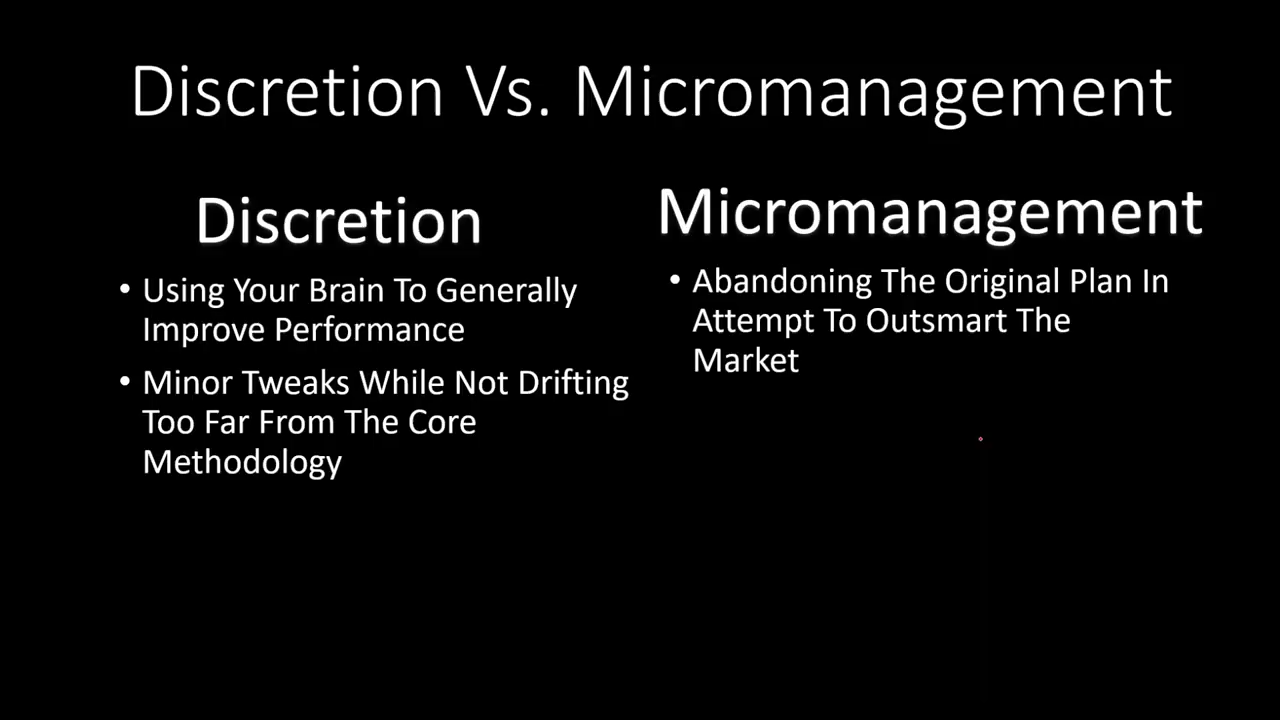 Discretion Vs. Micromanagement
Discretion
• Using Your Brain To Generally
Improve Performance
• Minor Tweaks While Not Drifting
Too Far From The Core
Methodology
Micromanagement
• Abandoning The Original Plan In
Attempt To Outsmart The
Market